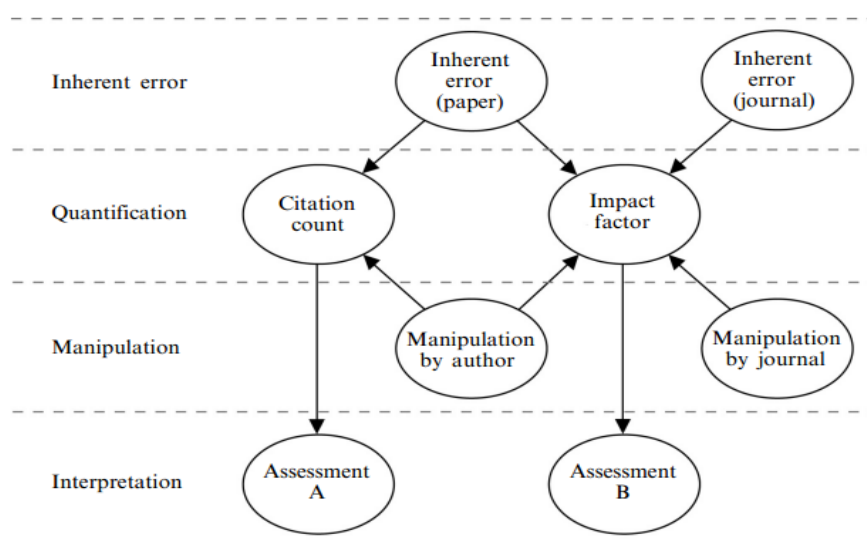 Inherent error
Inherent
error
(paper)
Inherent
error
(journal)
Quantification
Citation
count
Impact
factor
Manipulation
Manipulation
by author
Manipulation
by journal
Interpretation
Assessment
A
Assessment
B